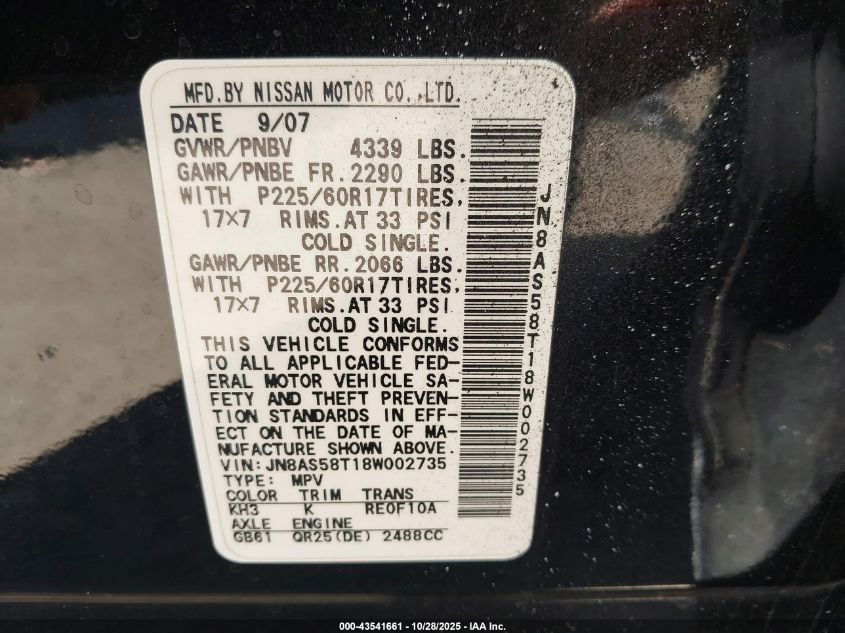 MFD.BY NISSAN MOTOR CO.,LTD.
DATE 9/07
GVWR/PNBV 4339 LBS.
GAWR/PNBE FR.2290 LBS.
WITH P225/60R17TIRES,
17×7 RIMS.AT 33 PSI
COLD SINGLE.
GAWR/PNBE RR.2066 LBS.
WITH P225/60R17TIRES,
17×7 RIMS.AT 33 PSI
COLD SINGLE.
THIS VEHICLE CONFORMS
TO ALL APPLICABLE FED-
ERAL MOTOR VEHICLE SA-
FETY AND THEFT PREVEN-
TION STANDARDS IN EFF-
ECT ON THE DATE OF MA-
NUFACTURE SHOWN ABOVE.
VIN:JN8AS58T18W002735
TYPE: MPV
COLOR TRIM TRANS
KH3 K RE0F10A
AXLE ENGINE
GB61 QR25(DE) 2488CC
JN8AS58T18W002735
000-43541661 - 10/28/2025 - IAA Inc.